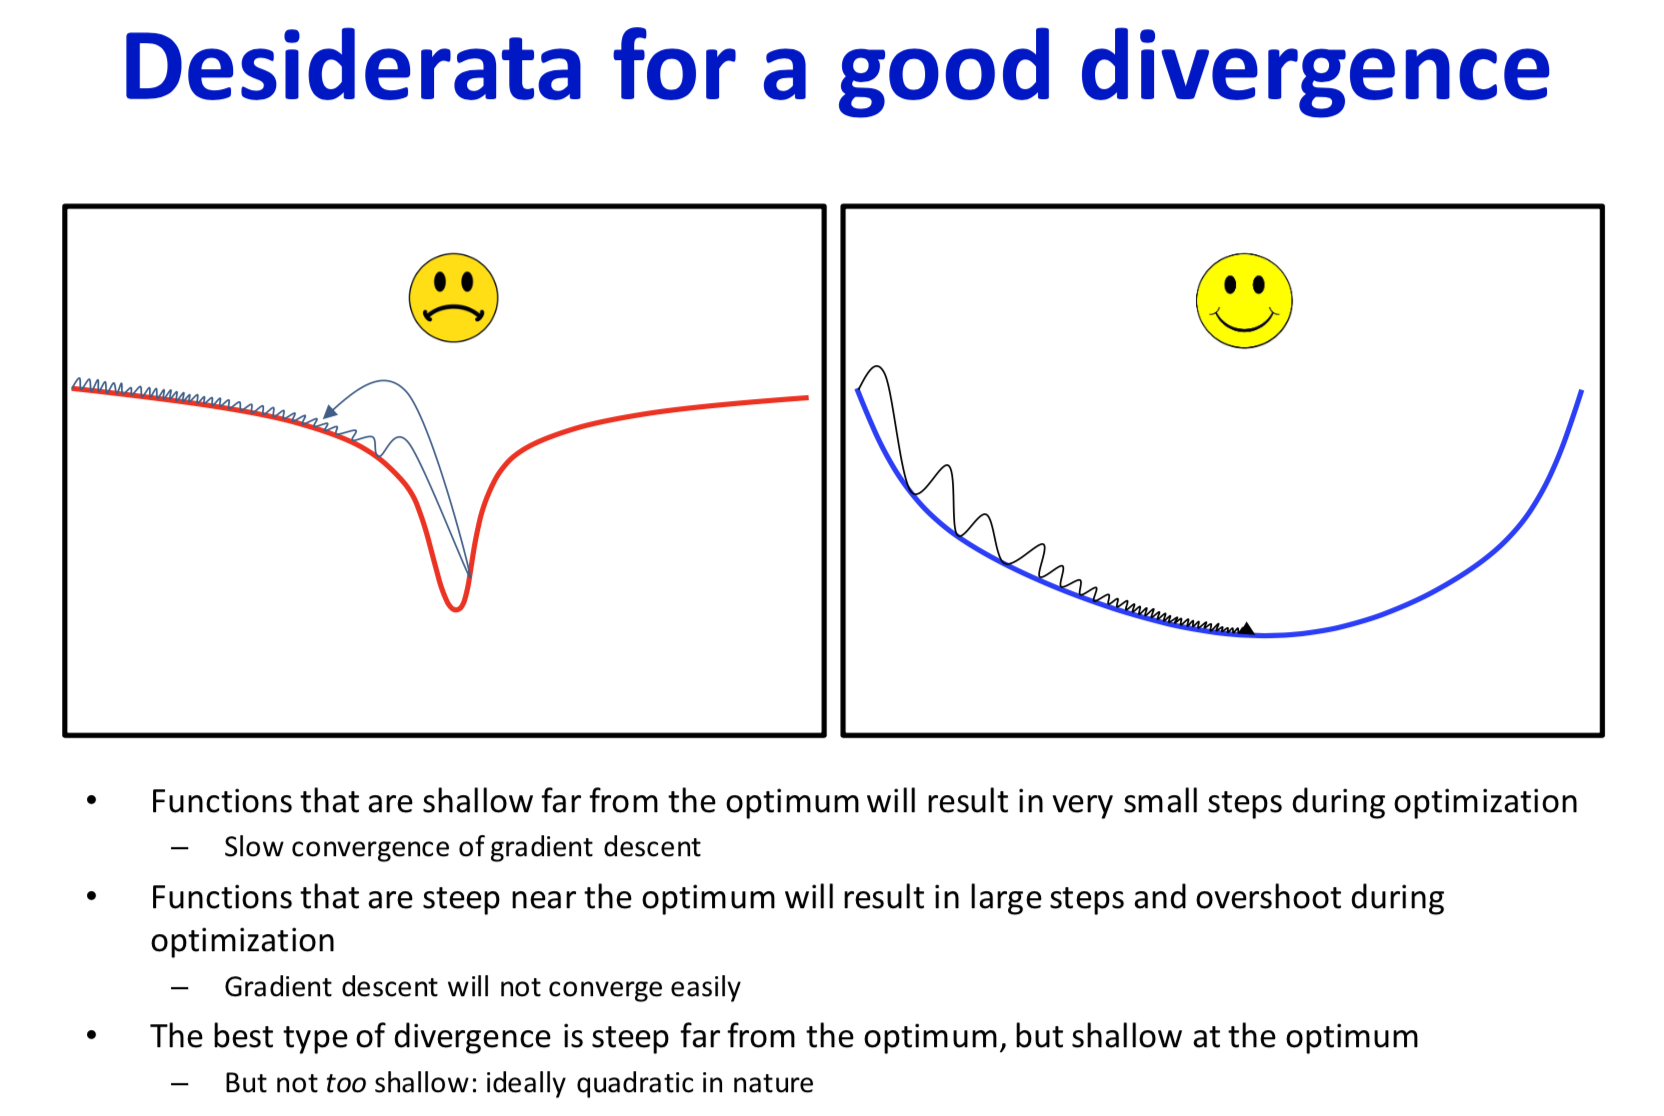 Desiderata for a good divergence
• Functions that are shallow far from the optimum will result in very small steps during optimization
– Slow convergence of gradient descent
• Functions that are steep near the optimum will result in large steps and overshoot during
optimization
– Gradient descent will not converge easily
• The best type of divergence is steep far from the optimum, but shallow at the optimum
– But not too shallow: ideally quadratic in nature